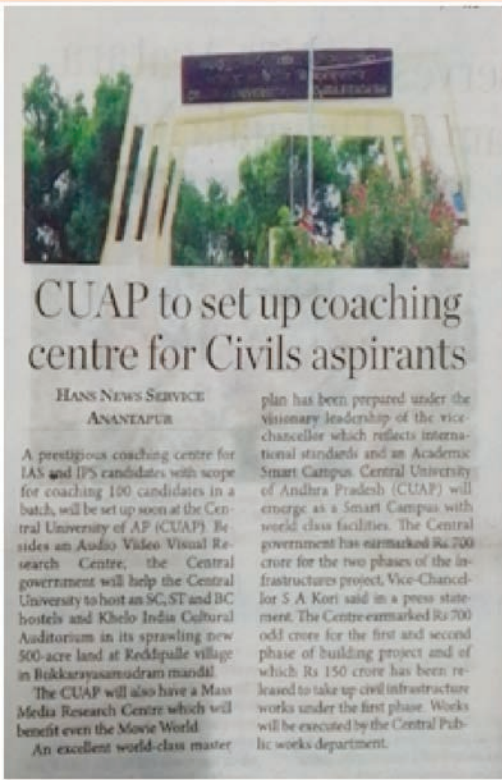 CUAP to set up coaching
centre for Civils aspirants
HANS NEWS SERVICE
ANANTAPUR
A prestigious coaching centre for
IAS and IPS candidates with scope
for coaching 100 candidates in a
batch, will be set up soon at the Cen-
tral University of AP (CUAP). Be-
sides an Audio Video Visual Re-
search Centre, the Central
government will help the Central
University to host an SC, ST and BC
hostels and Khelo India Cultural
Auditorium in its sprawling new
500-acre land at Reddipalle village
in Bukkarayasamudram mandal.
The CUAP will also have a Mass
Media Research Centre which will
benefit even the Movie World.
An excellent world-class master
plan has been prepared under the
visionary leadership of the vice-
chancellor which reflects interna-
tional standards and an Academic
Smart Campus. Central University
of Andhra Pradesh (CUAP) will
emerge as a Smart Campus with
world class facilities. The Central
government has earmarked Rs 700
crore for the two phases of the in-
frastructures project, Vice-Chancel-
lor S A Kori said in a press state-
ment. The Centre earmarked Rs 700
odd crore for the first and second
phase of building project and of
which Rs 150 crore has been re-
leased to take up civil infrastructure
works under the first phase. Works
will be executed by the Central Pub-
lic works department.